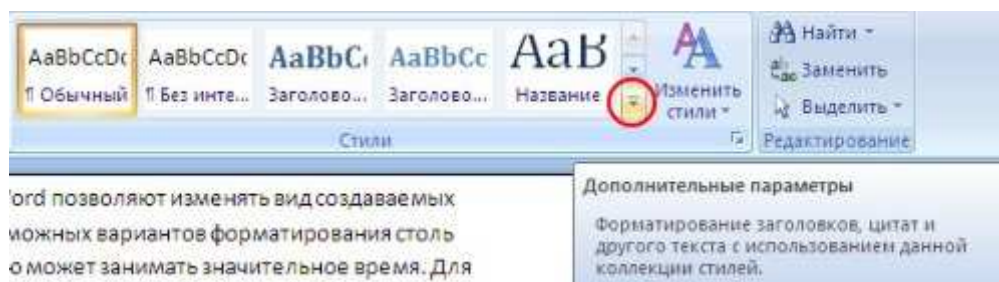 AaBbCcDc AaBbCcDc AaBbC AaBbCc АаВ
¶ Обычный ¶ Без инте... Заголово... Заголово... Название
Изменить стили
Найти
Заменить
Выделить
Стили
Редактирование
ord позволяют изменять вид создаваемых
можных вариантов форматирования столь
о может занимать значительное время. Для
Дополнительные параметры
Форматирование заголовков, цитат и
другого текста с использованием данной
коллекции стилей.